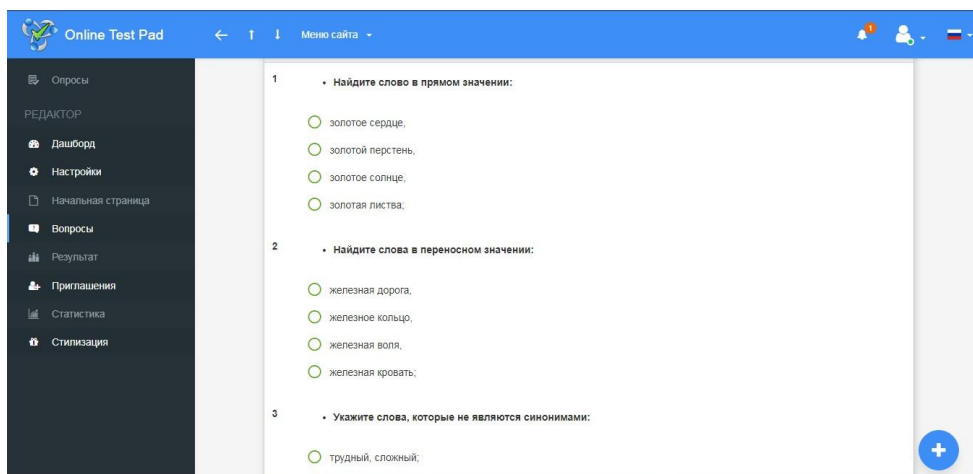 Online Test Pad
Меню сайта
1
Опросы
РЕДАКТОР
Дашборд
Настройки
Начальная страница
Вопросы
Результат
Приглашения
Статистика
Стилизация
1 • Найдите слово в прямом значении:
золотое сердце,
золотой перстень,
золотое солнце,
золотая листва;
2 • Найдите слова в переносном значении:
железная дорога,
железное кольцо,
железная воля,
железная кровать;
3 • Укажите слова, которые не являются синонимами:
трудный, сложный;